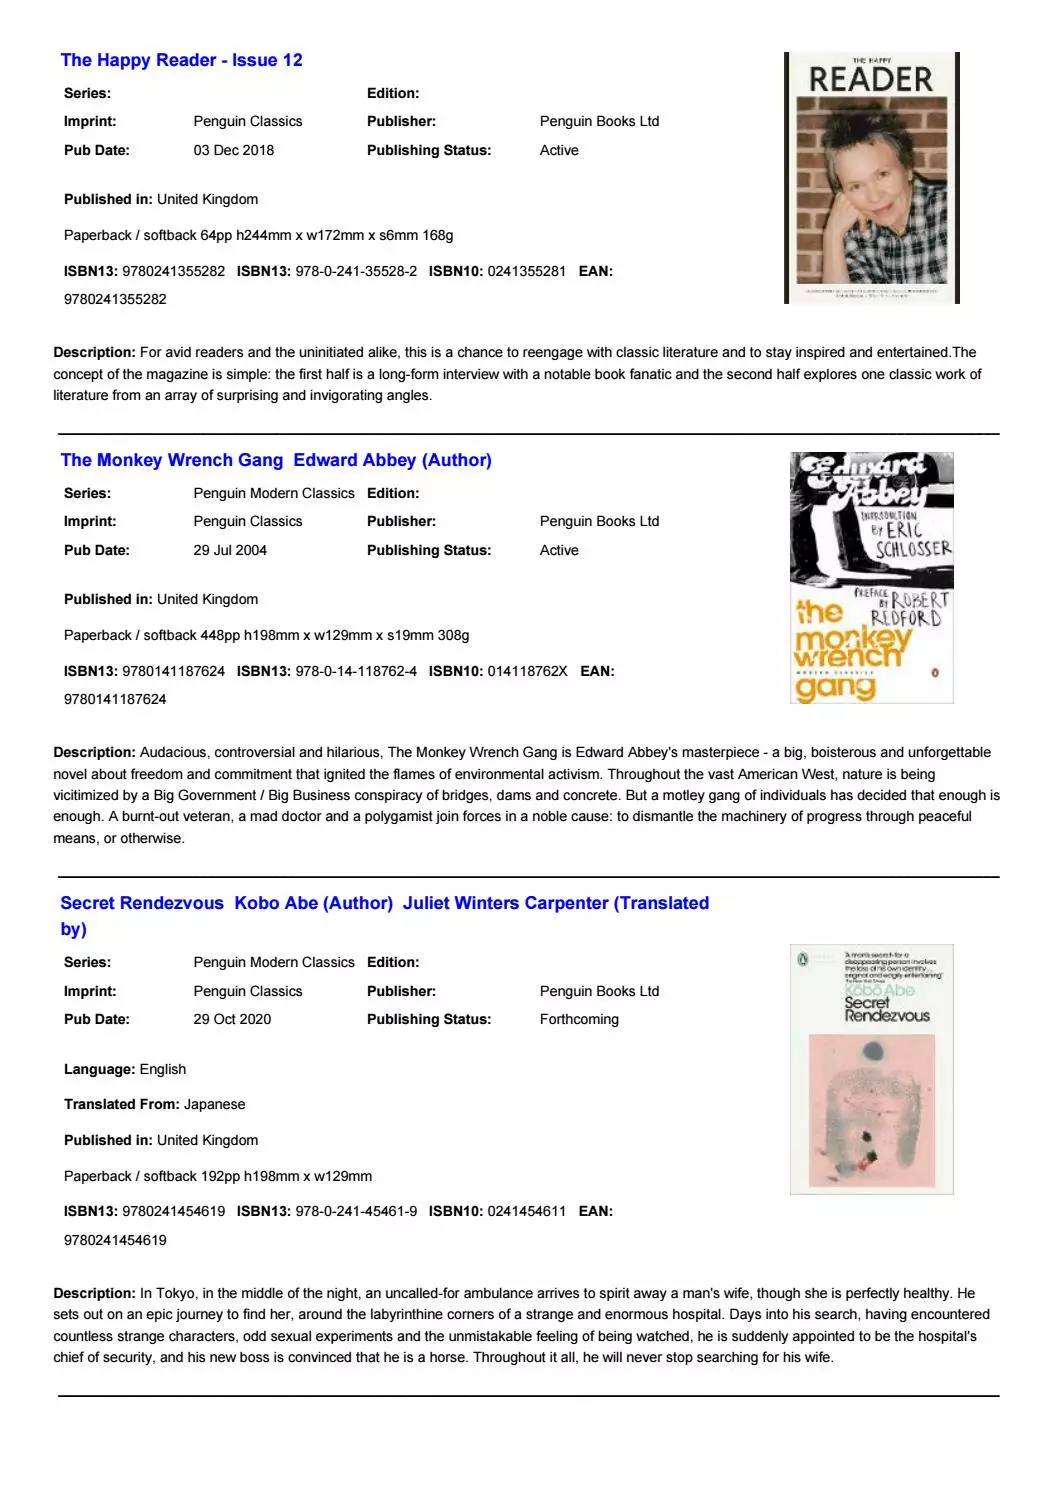 The Happy Reader - Issue 12
Series: Edition:
Imprint: Penguin Classics Publisher: Penguin Books Ltd
Pub Date: 03 Dec 2018 Publishing Status: Active
Published in: United Kingdom
Paperback / softback 64pp h244mm x w172mm x s6mm 168g
ISBN13: 9780241355282 ISBN13: 978-0-241-35528-2 ISBN10: 0241355281 EAN:
9780241355282
THE HAPPY
READER
Description: For avid readers and the uninitiated alike, this is a chance to reengage with classic literature and to stay inspired and entertained.The
concept of the magazine is simple: the first half is a long-form interview with a notable book fanatic and the second half explores one classic work of
literature from an array of surprising and invigorating angles.
The Monkey Wrench Gang Edward Abbey (Author)
Series: Penguin Modern Classics Edition:
Imprint: Penguin Classics Publisher: Penguin Books Ltd
Pub Date: 29 Jul 2004 Publishing Status: Active
Published in: United Kingdom
Paperback / softback 448pp h198mm x w129mm x s19mm 308g
ISBN13: 9780141187624 ISBN13: 978-0-14-118762-4 ISBN10: 014118762X EAN:
9780141187624
Edward
Abbey
INTRODUCTION
BY ERIC
SCHLOSSER
PREFACE
BY ROBERT
REDFORD
the
monkey
wrench
MODERN CLASSICS
gang
Description: Audacious, controversial and hilarious, The Monkey Wrench Gang is Edward Abbey's masterpiece - a big, boisterous and unforgettable
novel about freedom and commitment that ignited the flames of environmental activism. Throughout the vast American West, nature is being
vicitimized by a Big Government / Big Business conspiracy of bridges, dams and concrete. But a motley gang of individuals has decided that enough is
enough. A burnt-out veteran, a mad doctor and a polygamist join forces in a noble cause: to dismantle the machinery of progress through peaceful
means, or otherwise.
Secret Rendezvous Kobo Abe (Author) Juliet Winters Carpenter (Translated
by)
Series: Penguin Modern Classics Edition:
Imprint: Penguin Classics Publisher: Penguin Books Ltd
Pub Date: 29 Oct 2020 Publishing Status: Forthcoming
Language: English
Translated From: Japanese
Published in: United Kingdom
Paperback / softback 192pp h198mm x w129mm
ISBN13: 9780241454619 ISBN13: 978-0-241-45461-9 ISBN10: 0241454611 EAN:
9780241454619
'A man's search for a
disappearing person involves
the loss of his own identity ...
original and edgily entertaining'
Kōbō Abe
Secret
Rendezvous
Description: In Tokyo, in the middle of the night, an uncalled-for ambulance arrives to spirit away a man's wife, though she is perfectly healthy. He
sets out on an epic journey to find her, around the labyrinthine corners of a strange and enormous hospital. Days into his search, having encountered
countless strange characters, odd sexual experiments and the unmistakable feeling of being watched, he is suddenly appointed to be the hospital's
chief of security, and his new boss is convinced that he is a horse. Throughout it all, he will never stop searching for his wife.